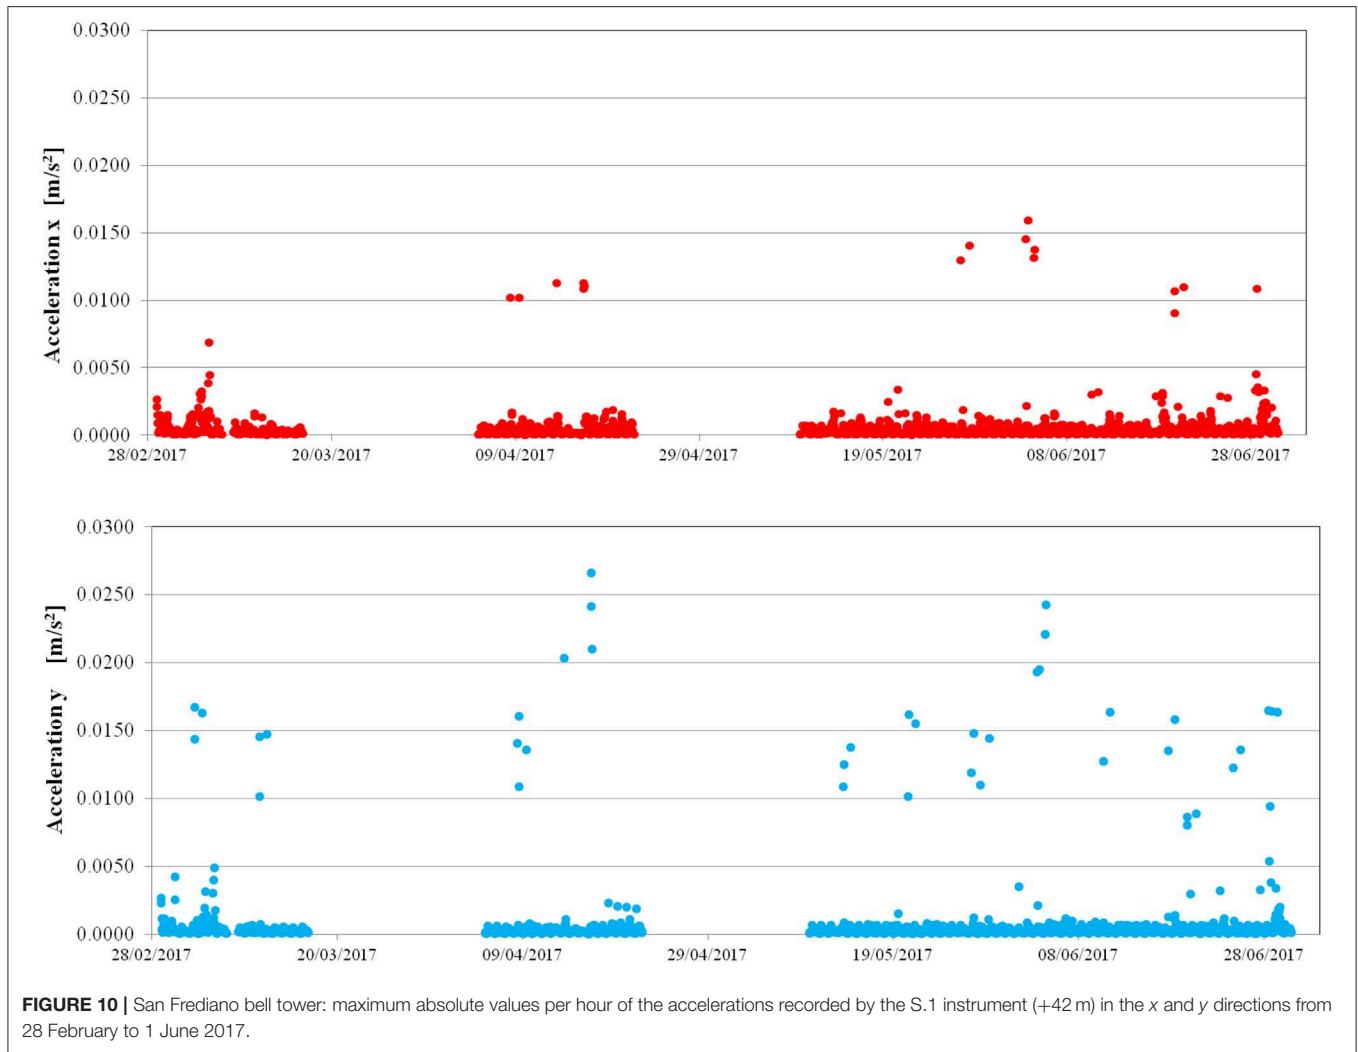 0.0300
0.0250
0.0200
0.0150
0.0100
0.0050
0.0000
Acceleration x [m/s²]
28/02/2017 20/03/2017 09/04/2017 29/04/2017 19/05/2017 08/06/2017 28/06/2017
0.0300
0.0250
0.0200
0.0150
0.0100
0.0050
0.0000
Acceleration y [m/s²]
28/02/2017 20/03/2017 09/04/2017 29/04/2017 19/05/2017 08/06/2017 28/06/2017
FIGURE 10 | San Frediano bell tower: maximum absolute values per hour of the accelerations recorded by the S.1 instrument (+42 m) in the x and y directions from
28 February to 1 June 2017.